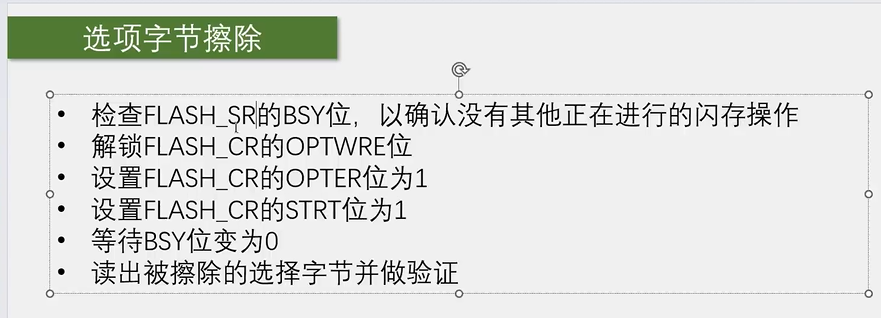 选项字节擦除
• 检查FLASH_SR的BSY位，以确认没有其他正在进行的闪存操作
• 解锁FLASH_CR的OPTWRE位
• 设置FLASH_CR的OPTER位为1
• 设置FLASH_CR的STRT位为1
• 等待BSY位变为0
• 读出被擦除的选择字节并做验证